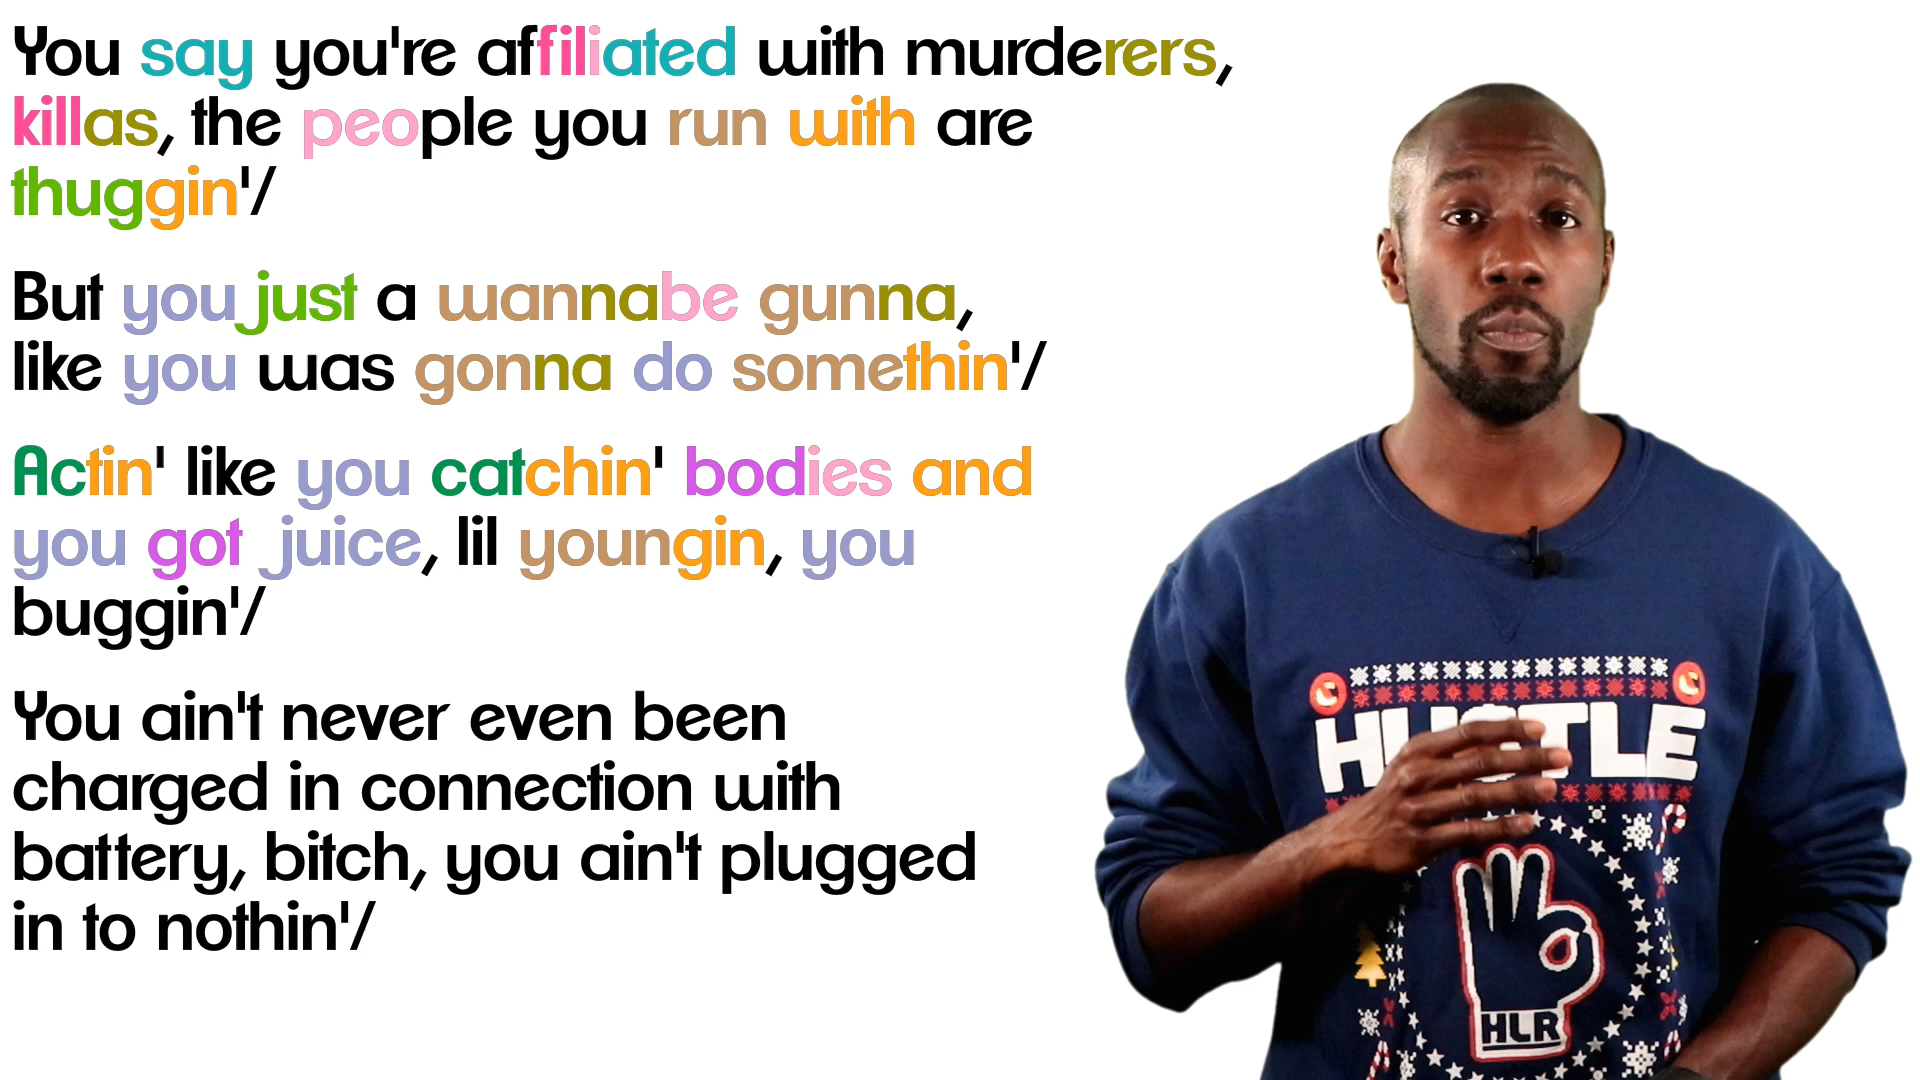 You say you're affiliated with murderers,
killas, the people you run with are
thuggin'/
But you just a wannabe gunna,
like you was gonna do somethin'/
Actin' like you catchin' bodies and
you got juice, lil youngin, you
buggin'/
You ain't never even been
charged in connection with
battery, bitch, you ain't plugged
in to nothin'/
HUSTLE
HLR